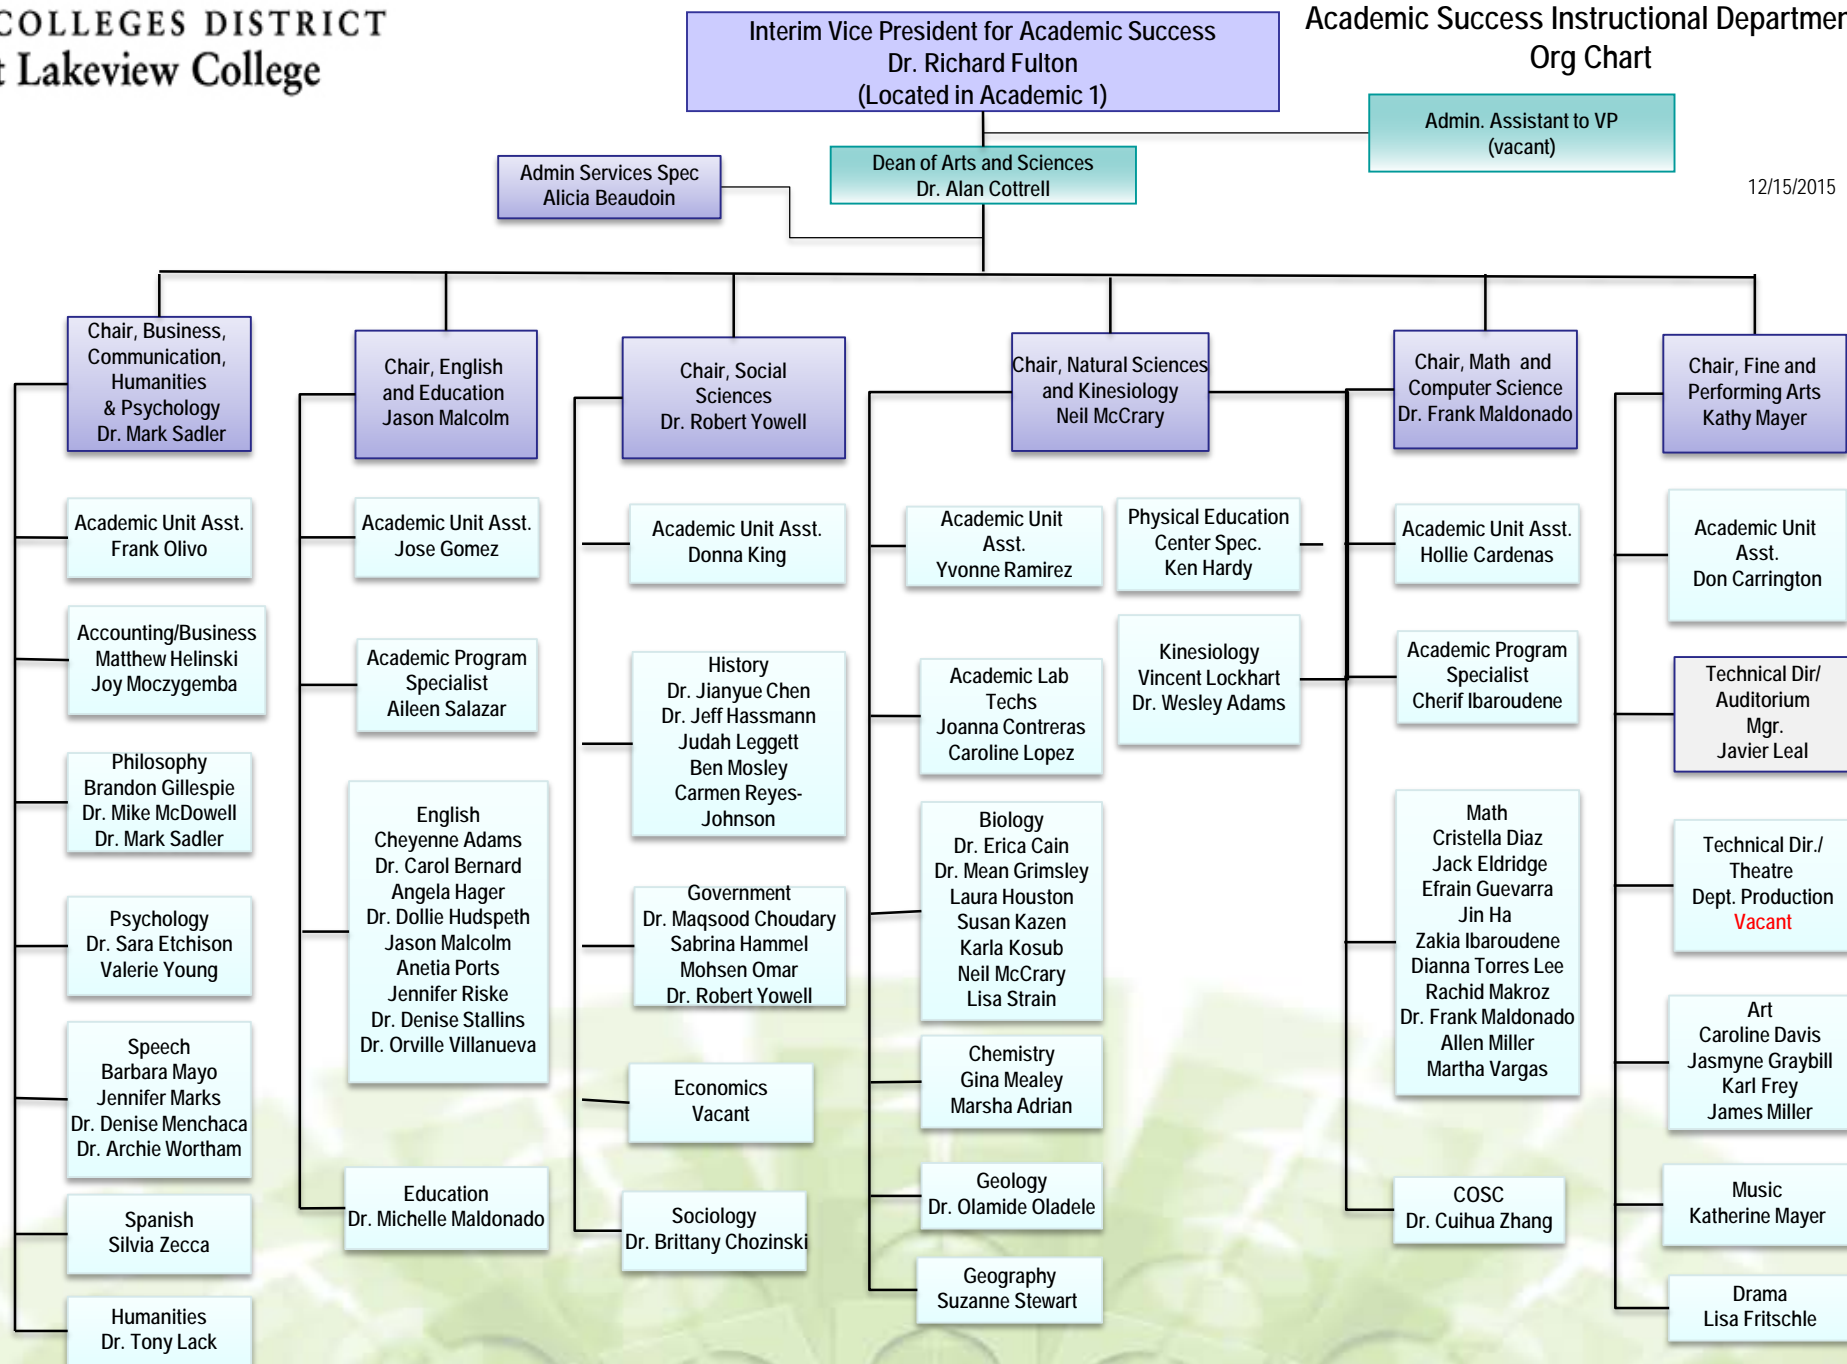 COLLEGES DISTRICT
t Lakeview College
Interim Vice President for Academic Success
Dr. Richard Fulton
(Located in Academic 1)
Academic Success Instructional Departmen
Org Chart
Admin. Assistant to VP
(vacant)
Dean of Arts and Sciences
Dr. Alan Cottrell
Admin Services Spec
Alicia Beaudoin
12/15/2015
Chair, Business,
Communication,
Humanities
& Psychology
Dr. Mark Sadler
Academic Unit Asst.
Frank Olivo
Accounting/Business
Matthew Helinski
Joy Moczygemba
Philosophy
Brandon Gillespie
Dr. Mike McDowell
Dr. Mark Sadler
Psychology
Dr. Sara Etchison
Valerie Young
Speech
Barbara Mayo
Jennifer Marks
Dr. Denise Menchaca
Dr. Archie Wortham
Spanish
Silvia Zecca
Humanities
Dr. Tony Lack
Chair, English
and Education
Jason Malcolm
Academic Unit Asst.
Jose Gomez
Academic Program
Specialist
Aileen Salazar
English
Cheyenne Adams
Dr. Carol Bernard
Angela Hager
Dr. Dollie Hudspeth
Jason Malcolm
Anetia Ports
Jennifer Riske
Dr. Denise Stallins
Dr. Orville Villanueva
Education
Dr. Michelle Maldonado
Chair, Social
Sciences
Dr. Robert Yowell
Academic Unit Asst.
Donna King
History
Dr. Jianyue Chen
Dr. Jeff Hassmann
Judah Leggett
Ben Mosley
Carmen Reyes-
Johnson
Government
Dr. Maqsood Choudary
Sabrina Hammel
Mohsen Omar
Dr. Robert Yowell
Economics
Vacant
Sociology
Dr. Brittany Chozinski
Chair, Natural Sciences
and Kinesiology
Neil McCrary
Academic Unit
Asst.
Yvonne Ramirez
Academic Lab
Techs
Joanna Contreras
Caroline Lopez
Biology
Dr. Erica Cain
Dr. Mean Grimsley
Laura Houston
Susan Kazen
Karla Kosub
Neil McCrary
Lisa Strain
Chemistry
Gina Mealey
Marsha Adrian
Geology
Dr. Olamide Oladele
Geography
Suzanne Stewart
Physical Education
Center Spec.
Ken Hardy
Kinesiology
Vincent Lockhart
Dr. Wesley Adams
Chair, Math and
Computer Science
Dr. Frank Maldonado
Academic Unit Asst.
Hollie Cardenas
Academic Program
Specialist
Cherif Ibaroudene
Math
Cristella Diaz
Jack Eldridge
Efrain Guevarra
Jin Ha
Zakia Ibaroudene
Dianna Torres Lee
Rachid Makroz
Dr. Frank Maldonado
Allen Miller
Martha Vargas
COSC
Dr. Cuihua Zhang
Chair, Fine and
Performing Arts
Kathy Mayer
Academic Unit
Asst.
Don Carrington
Technical Dir/
Auditorium
Mgr.
Javier Leal
Technical Dir./
Theatre
Dept. Production
Vacant
Art
Caroline Davis
Jasmyne Graybill
Karl Frey
James Miller
Music
Katherine Mayer
Drama
Lisa Fritschle